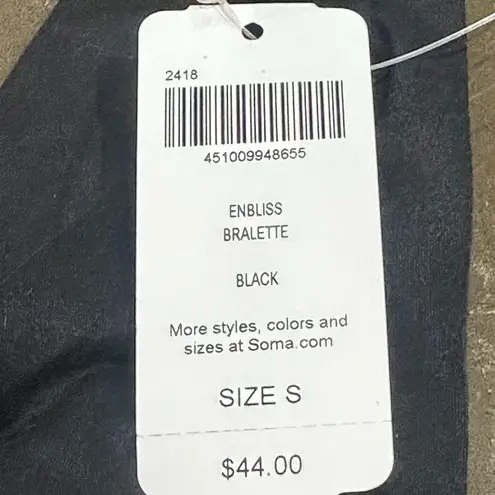 2418
451009948655
ENBLISS
BRALETTE
BLACK
More styles, colors and
sizes at Soma.com
SIZE S
$44.00